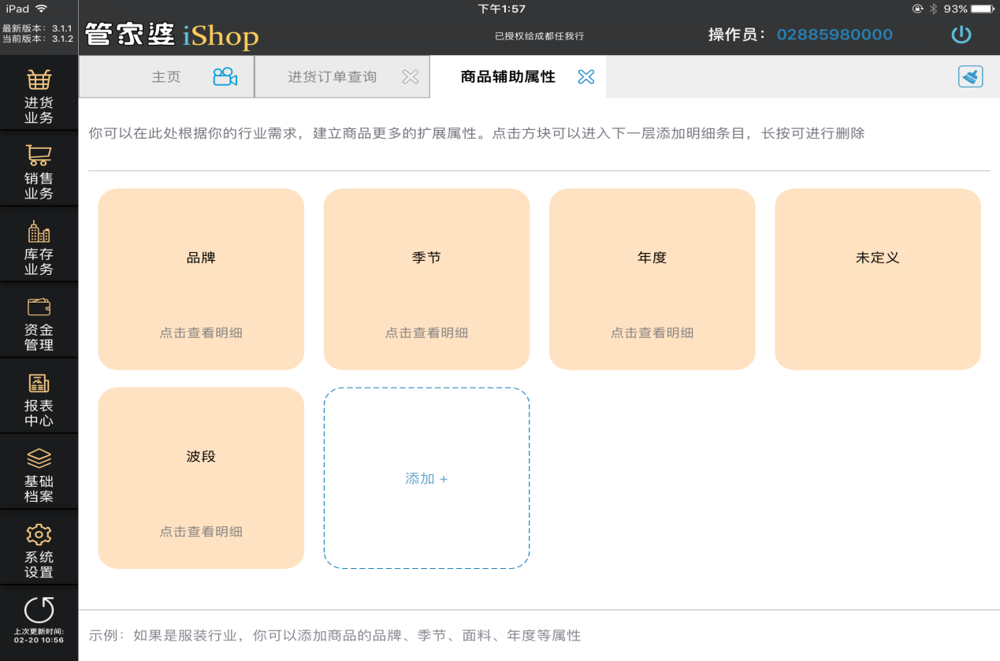 iPad
下午1:57
93%
最新版本: 3.1.1
当前版本: 3.1.2
管家婆 iShop
已授权给成都任我行
操作员: 02885980000
主页
进货订单查询
商品辅助属性
进货
业务
销售
业务
库存
业务
资金
管理
报表
中心
基础
档案
系统
设置
上次更新时间:
02-20 10:56
你可以在此处根据你的行业需求，建立商品更多的扩展属性。点击方块可以进入下一层添加明细条目，长按可进行删除
品牌
点击查看明细
季节
点击查看明细
年度
点击查看明细
未定义
波段
点击查看明细
添加 +
示例：如果是服装行业，你可以添加商品的品牌、季节、面料、年度等属性